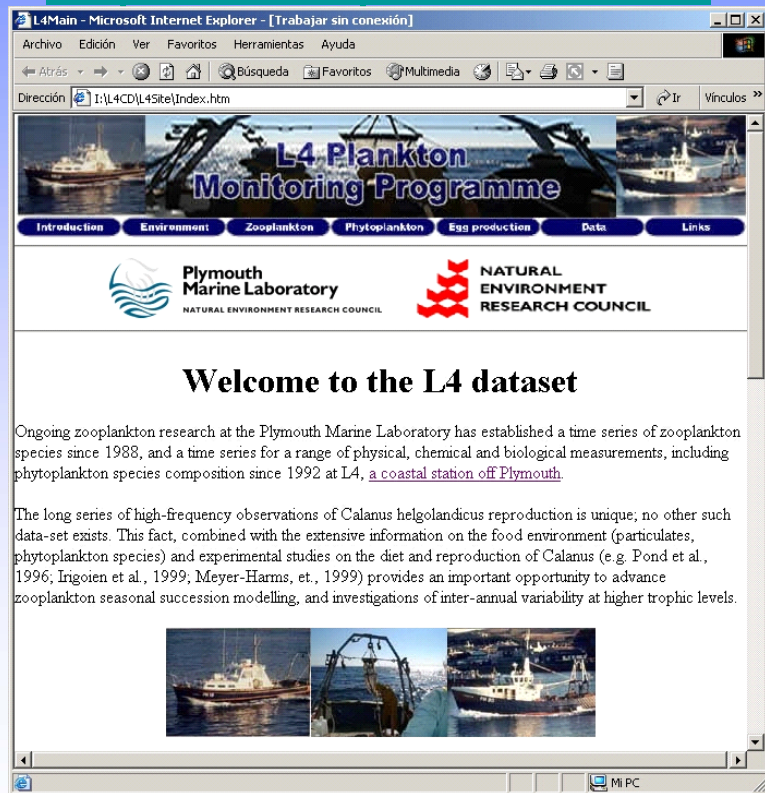 L4Main - Microsoft Internet Explorer - [Trabajar sin conexión]
Archivo Edición Ver Favoritos Herramientas Ayuda
Atrás Búsqueda Favoritos Multimedia
Dirección I:\L4CD\L4Site\Index.htm Ir Vínculos »
L4 Plankton
Monitoring Programme
Introduction Environment Zooplankton Phytoplankton Egg production Data Links
Plymouth
Marine Laboratory
NATURAL ENVIRONMENT RESEARCH COUNCIL
NATURAL
ENVIRONMENT
RESEARCH COUNCIL
Welcome to the L4 dataset
Ongoing zooplankton research at the Plymouth Marine Laboratory has established a time series of zooplankton
species since 1988, and a time series for a range of physical, chemical and biological measurements, including
phytoplankton species composition since 1992 at L4, a coastal station off Plymouth.
The long series of high-frequency observations of Calanus helgolandicus reproduction is unique; no other such
data-set exists. This fact, combined with the extensive information on the food environment (particulates,
phytoplankton species) and experimental studies on the diet and reproduction of Calanus (e.g. Pond et al.,
1996; Irigoien et al., 1999; Meyer-Harms, et., 1999) provides an important opportunity to advance
zooplankton seasonal succession modelling, and investigations of inter-annual variability at higher trophic levels.
Mi PC